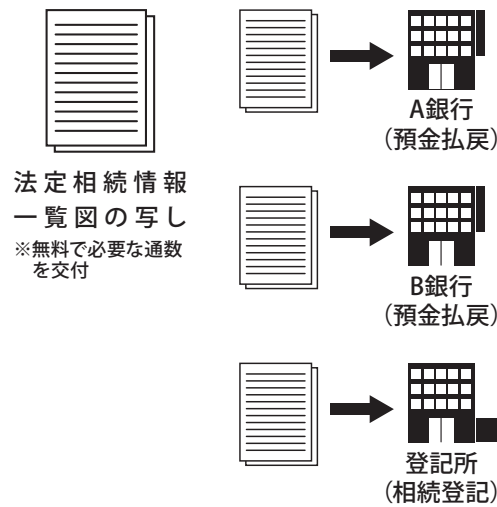 法定相続情報
一覧図の写し
※無料で必要な通数
を交付
A銀行
（預金払戻）
B銀行
（預金払戻）
登記所
（相続登記）